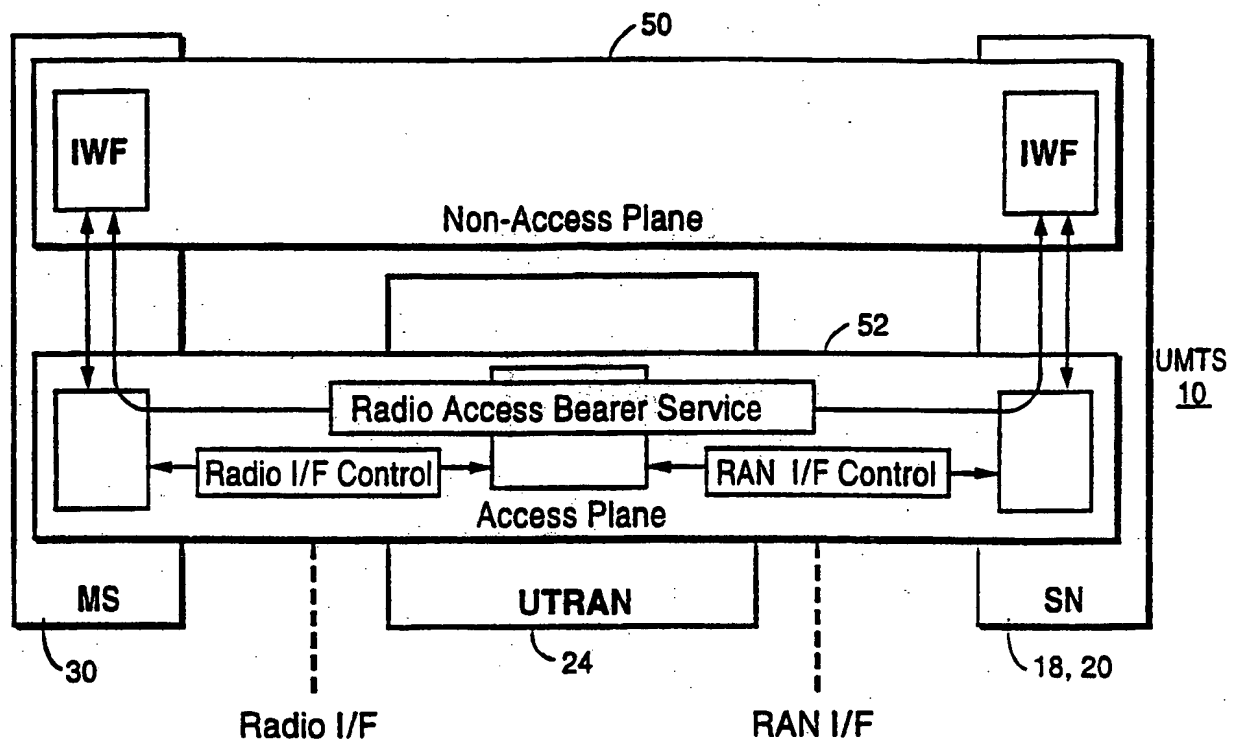 50
IWF
IWF
Non-Access Plane
52
UMTS
10
Radio Access Bearer Service
Radio I/F Control
RAN I/F Control
Access Plane
MS
UTRAN
SN
30
24
18, 20
Radio I/F
RAN I/F